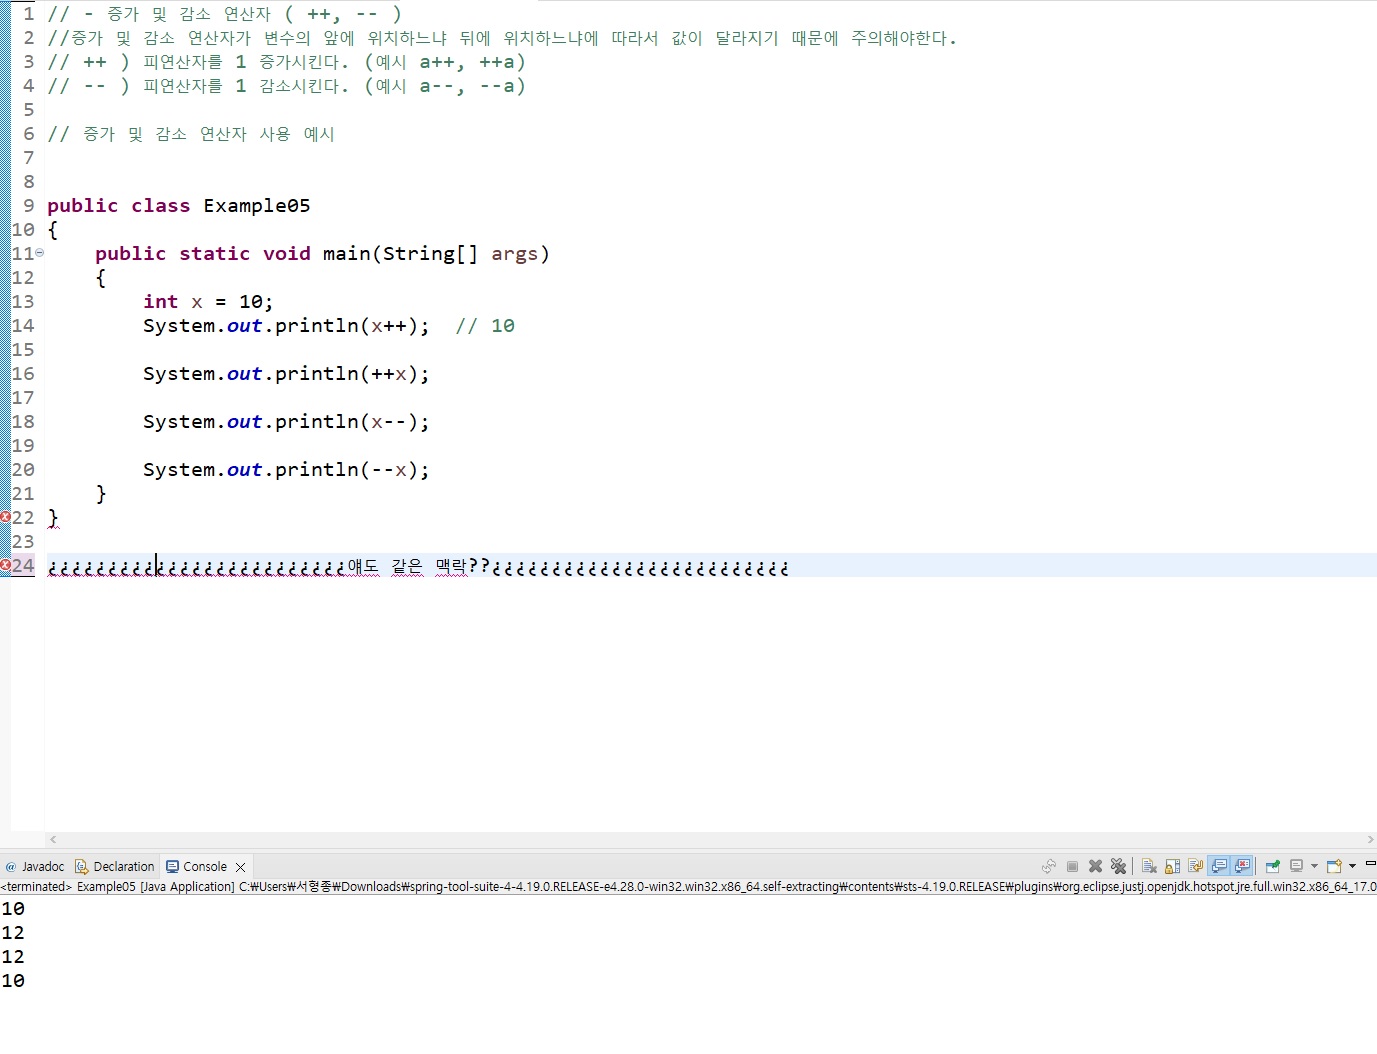 1 // - 증가 및 감소 연산자 ( ++, -- )
2 //증가 및 감소 연산자가 변수의 앞에 위치하느냐 뒤에 위치하느냐에 따라서 값이 달라지기 때문에 주의해야한다.
3 // ++ ) 피연산자를 1 증가시킨다. (예시 a++, ++a)
4 // -- ) 피연산자를 1 감소시킨다. (예시 a--, --a)
5
6 // 증가 및 감소 연산자 사용 예시
7
8
9 public class Example05
10 {
11 public static void main(String[] args)
12 {
13 int x = 10;
14 System.out.println(x++); // 10
15
16 System.out.println(++x);
17
18 System.out.println(x--);
19
20 System.out.println(--x);
21 }
22 }
23
24 ¿¿¿¿¿¿¿¿¿¿¿¿¿¿¿¿¿¿¿¿¿¿¿¿¿얘도 같은 맥락??¿¿¿¿¿¿¿¿¿¿¿¿¿¿¿¿¿¿¿¿¿¿¿¿¿
@ Javadoc Declaration Console
<terminated> Example05 [Java Application] C:₩Users₩서형종₩Downloads₩spring-tool-suite-4-4.19.0.RELEASE-e4.28.0-win32.win32.x86_64.self-extracting₩contents₩sts-4.19.0.RELEASE₩plugins₩org.eclipse.justj.openjdk.hotspot.jre.full.win32.x86_64_17.0
10
12
12
10